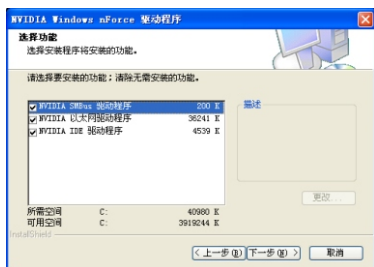 NVIDIA Windows nForce 驱动程序
选择功能
选择安装程序将安装的功能。
请选择要安装的功能；清除无需安装的功能。
NVIDIA SMBus 驱动程序 200 K
NVIDIA 以太网驱动程序 36241 K
NVIDIA IDE 驱动程序 4539 K
描述
更改...
所需空间 C: 40980 K
可用空间 C: 3919244 K
InstallShield
< 上一步(B) 下一步(N) > 取消